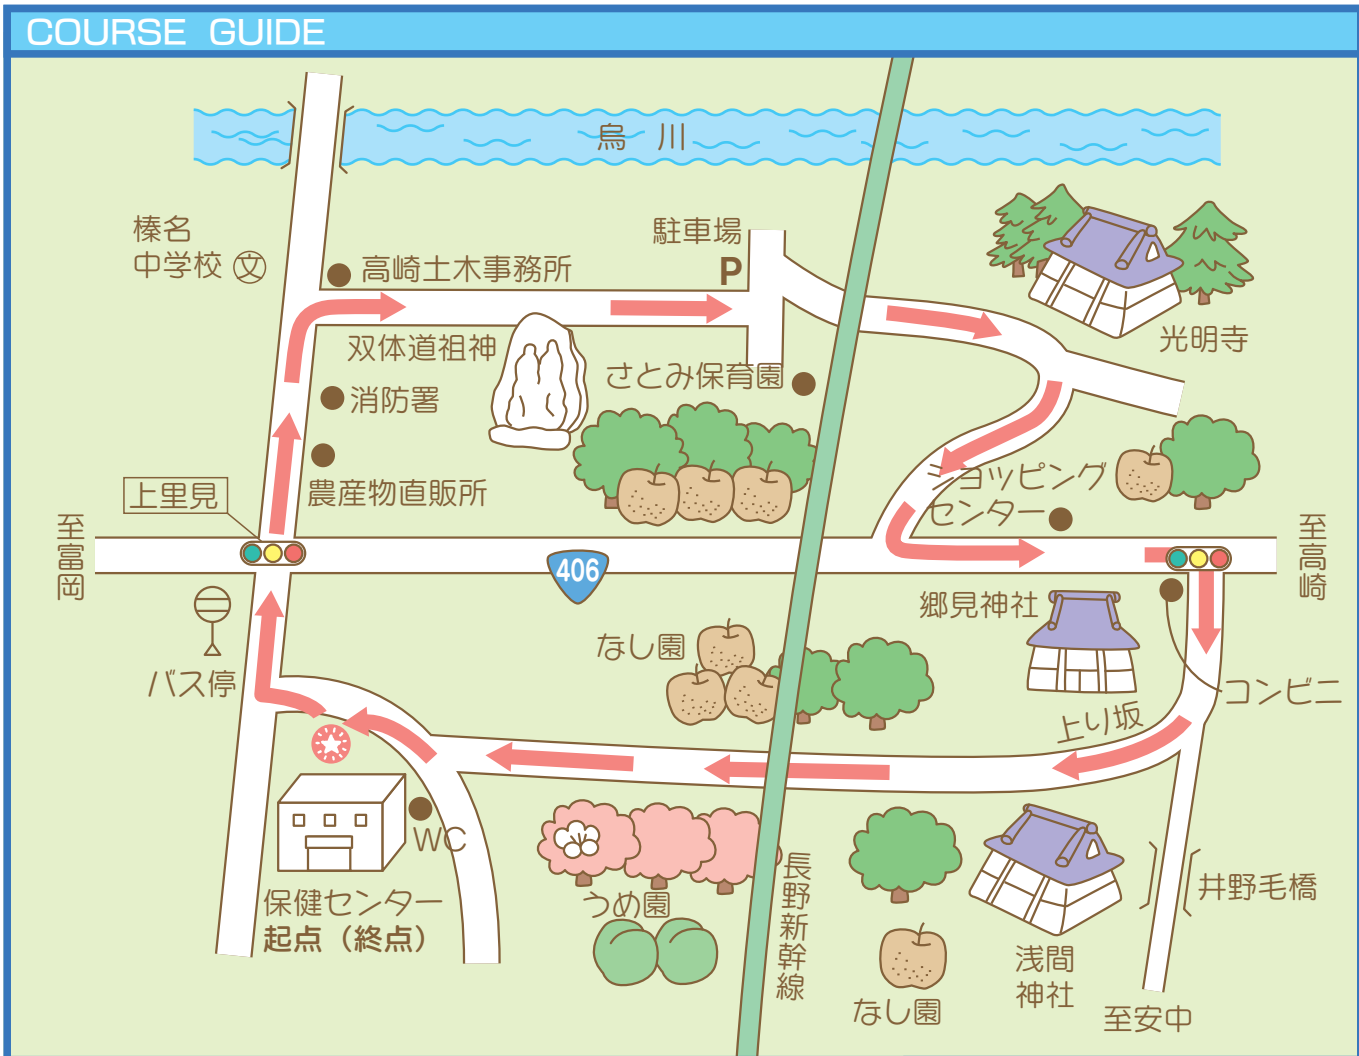 COURSE GUIDE
烏川
榛名
中学校 文
高崎土木事務所
駐車場
P
光明寺
双体道祖神
さとみ保育園
消防署
農産物直販所
上里見
ショッピング
センター
至富岡
406
至高崎
バス停
なし園
郷見神社
コンビニ
上り坂
WC
保健センター
起点（終点）
うめ園
長野新幹線
なし園
浅間
神社
井野毛橋
至安中